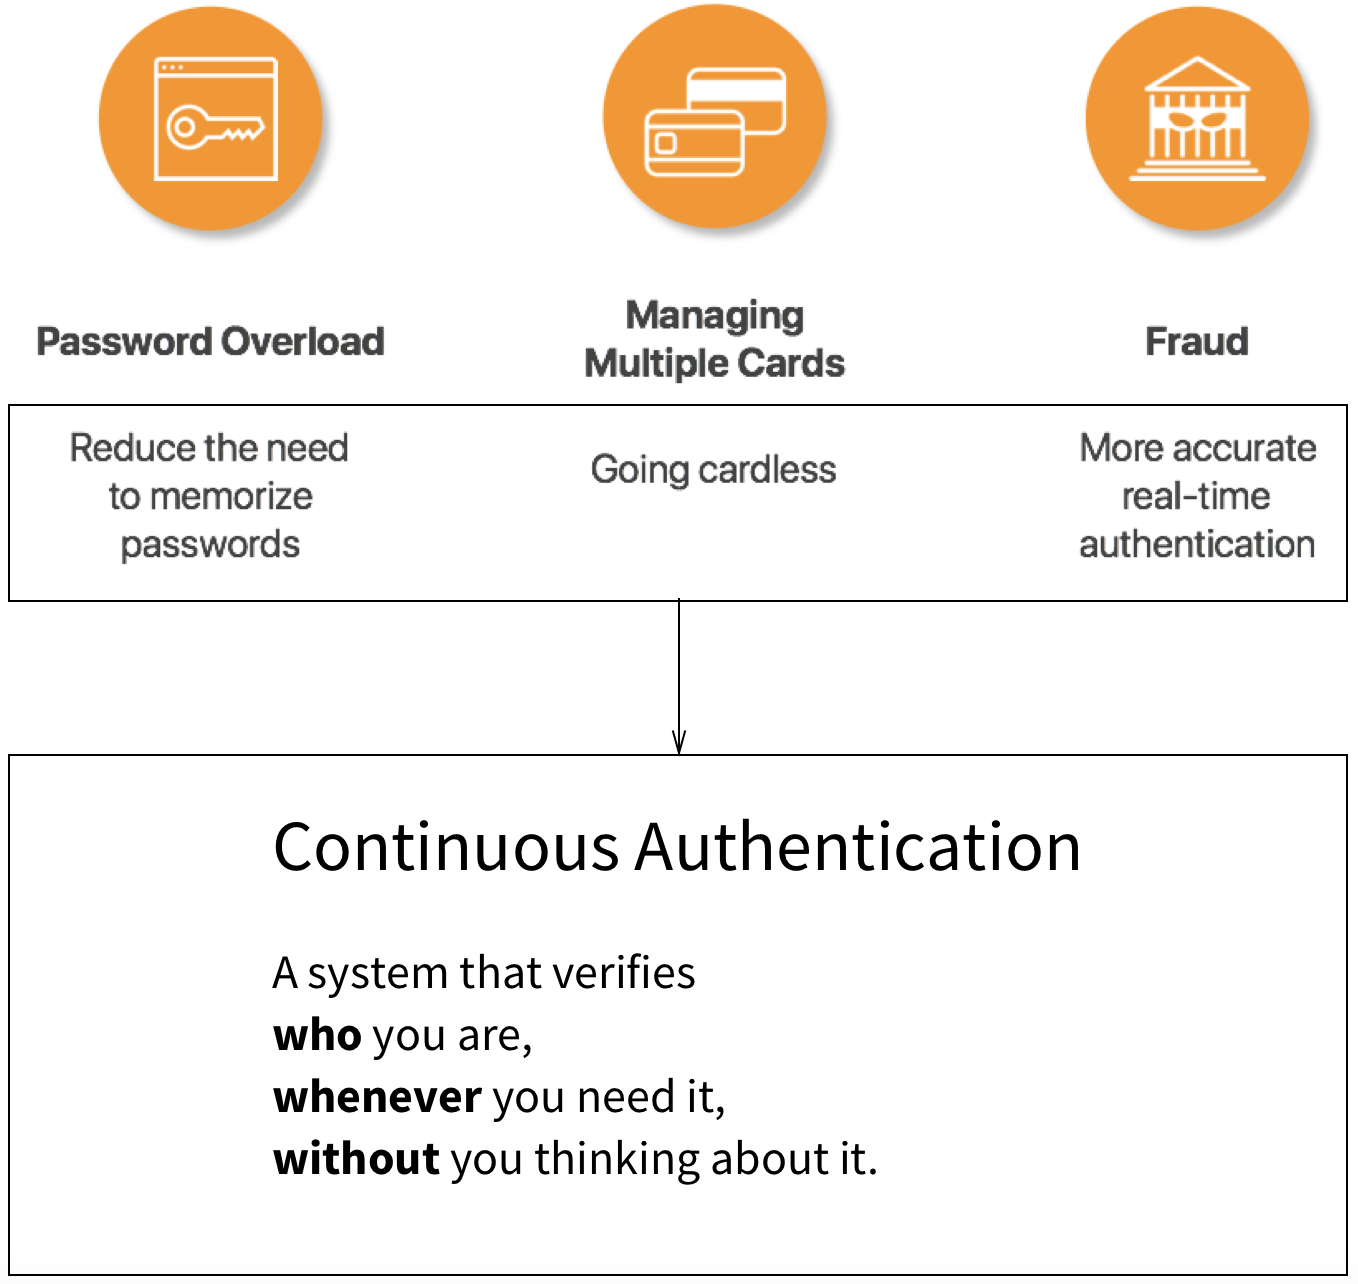 Password Overload
Managing
Multiple Cards
Fraud
Reduce the need
to memorize
passwords
Going cardless
More accurate
real-time
authentication
Continuous Authentication
A system that verifies
who you are,
whenever you need it,
without you thinking about it.